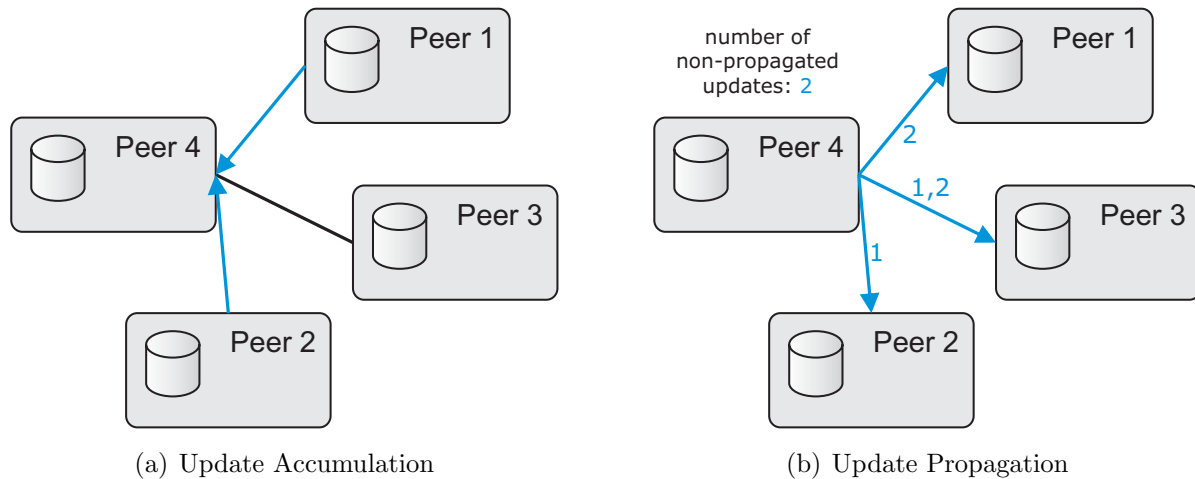 Peer 1
Peer 4
Peer 3
Peer 2
(a) Update Accumulation
number of
non-propagated
updates: 2
Peer 1
Peer 4
2
1,2
Peer 3
1
Peer 2
(b) Update Propagation